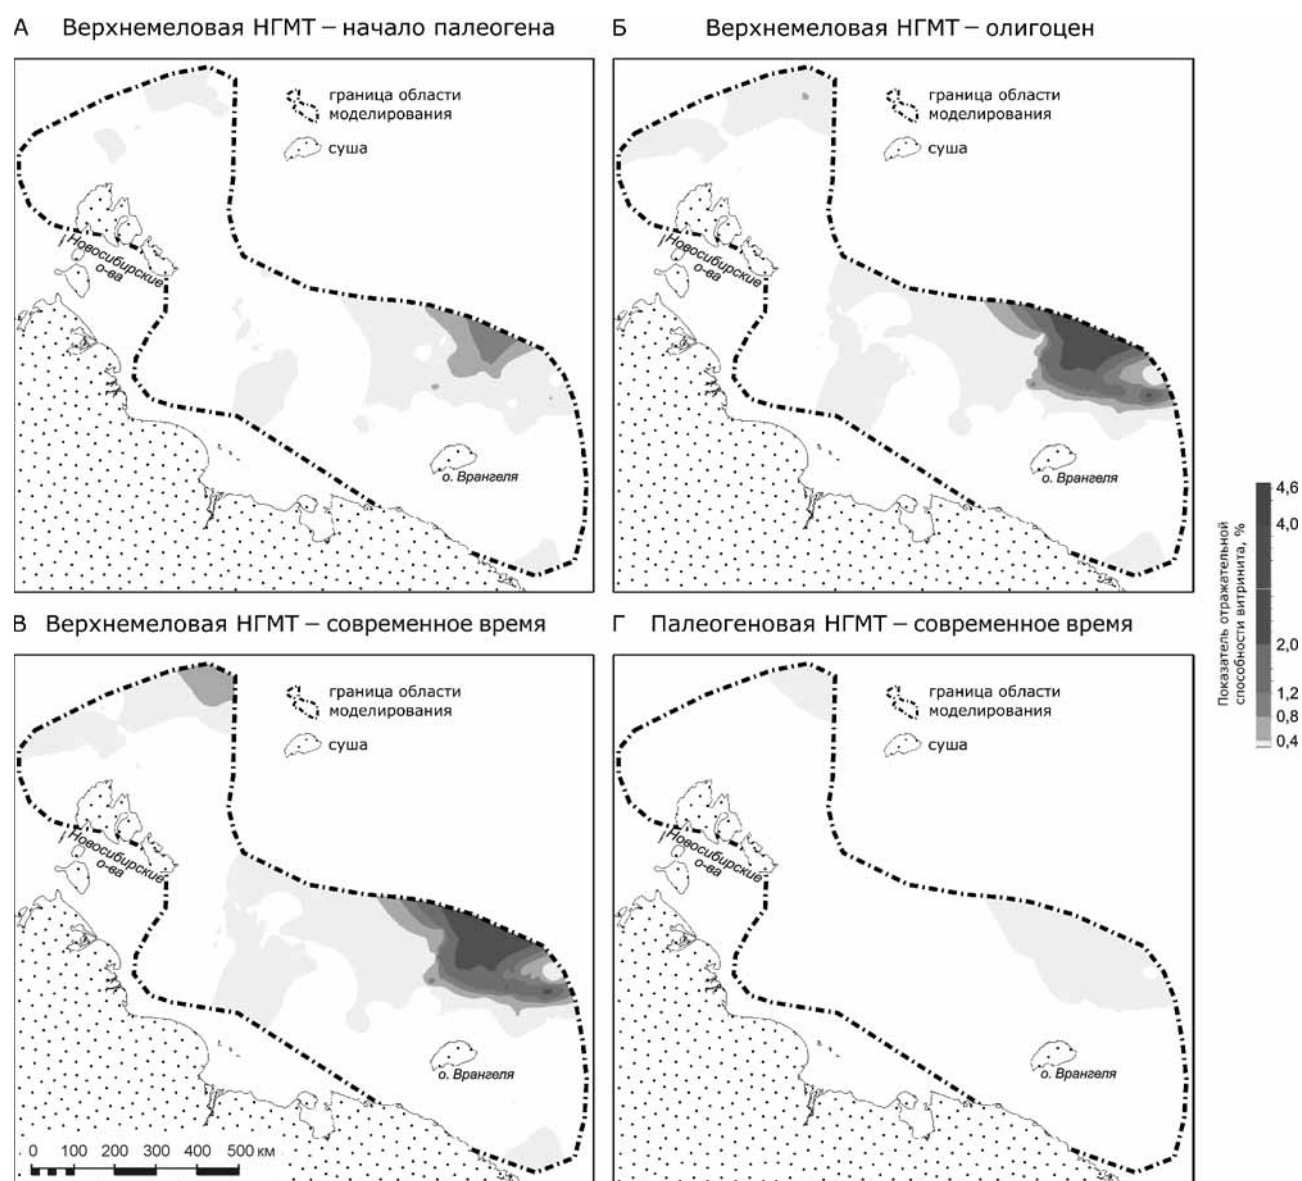 А Верхнемеловая НГМТ – начало палеогена
граница области
моделирования
суша
Новосибирские
о-ва
о. Врангеля
Б Верхнемеловая НГМТ – олигоцен
граница области
моделирования
суша
Новосибирские
о-ва
о. Врангеля
В Верхнемеловая НГМТ – современное время
граница области
моделирования
суша
Новосибирские
о-ва
о. Врангеля
0 100 200 300 400 500 км
Г Палеогеновая НГМТ – современное время
граница области
моделирования
суша
Новосибирские
о-ва
о. Врангеля
Показатель отражательной
способности витринита, %
4,6
4,0
2,0
1,2
0,8
0,4